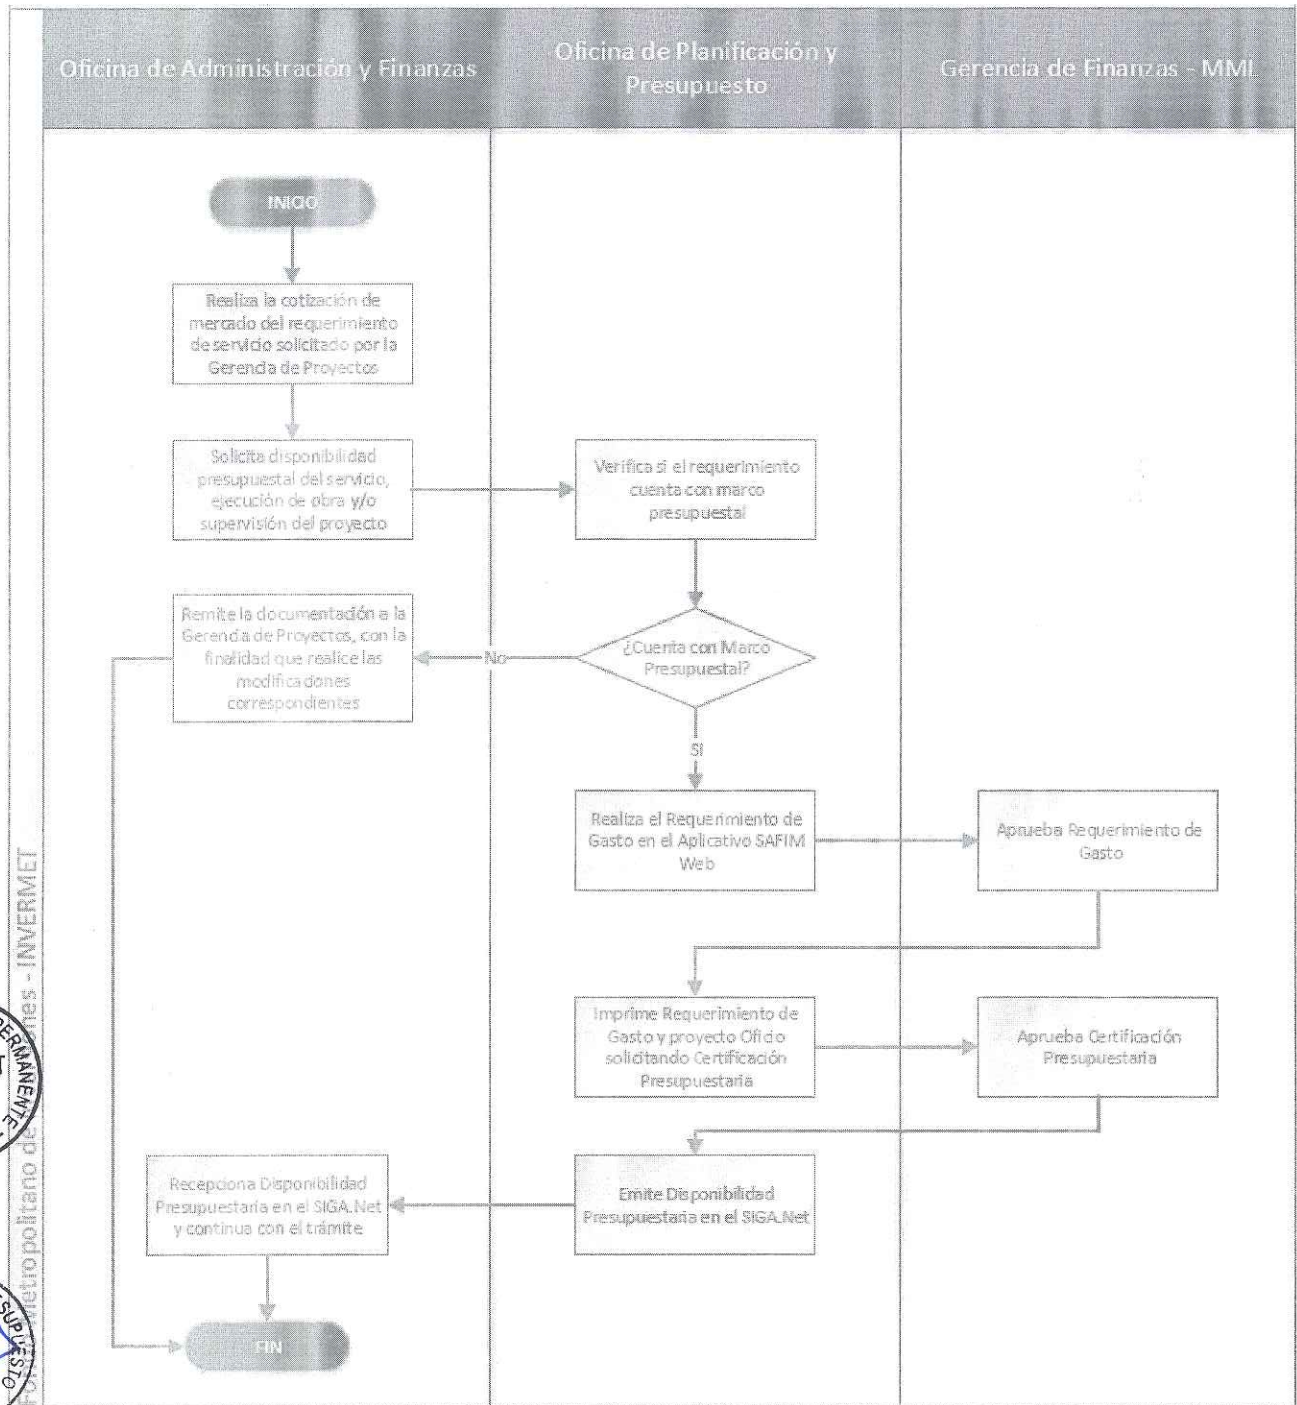 Oficina de Administración y Finanzas
Oficina de Planificación y
Presupuesto
Gerencia de Finanzas - MML
INICIO
Realiza la cotización de
mercado del requerimiento
de servicio solicitado por la
Gerencia de Proyectos
Solicita disponibilidad
presupuestal del servicio,
ejecución de obra y/o
supervisión del proyecto
Verifica si el requerimiento
cuenta con marco
presupuestal
Remite la documentación a la
Gerencia de Proyectos, con la
finalidad que realice las
modificaciones
correspondientes
No
¿Cuenta con Marco
Presupuestal?
SI
Realiza el Requerimiento de
Gasto en el Aplicativo SAFIM
Web
Aprueba Requerimiento de
Gasto
Imprime Requerimiento de
Gasto y proyecto Oficio
solicitando Certificación
Presupuestaria
Aprueba Certificación
Presupuestaria
Recepciona Disponibilidad
Presupuestaria en el SIGA.Net
y continua con el trámite
Emite Disponibilidad
Presupuestaria en el SIGA.Net
FIN
Metropolitano de - INVERMET
PERMANENTE